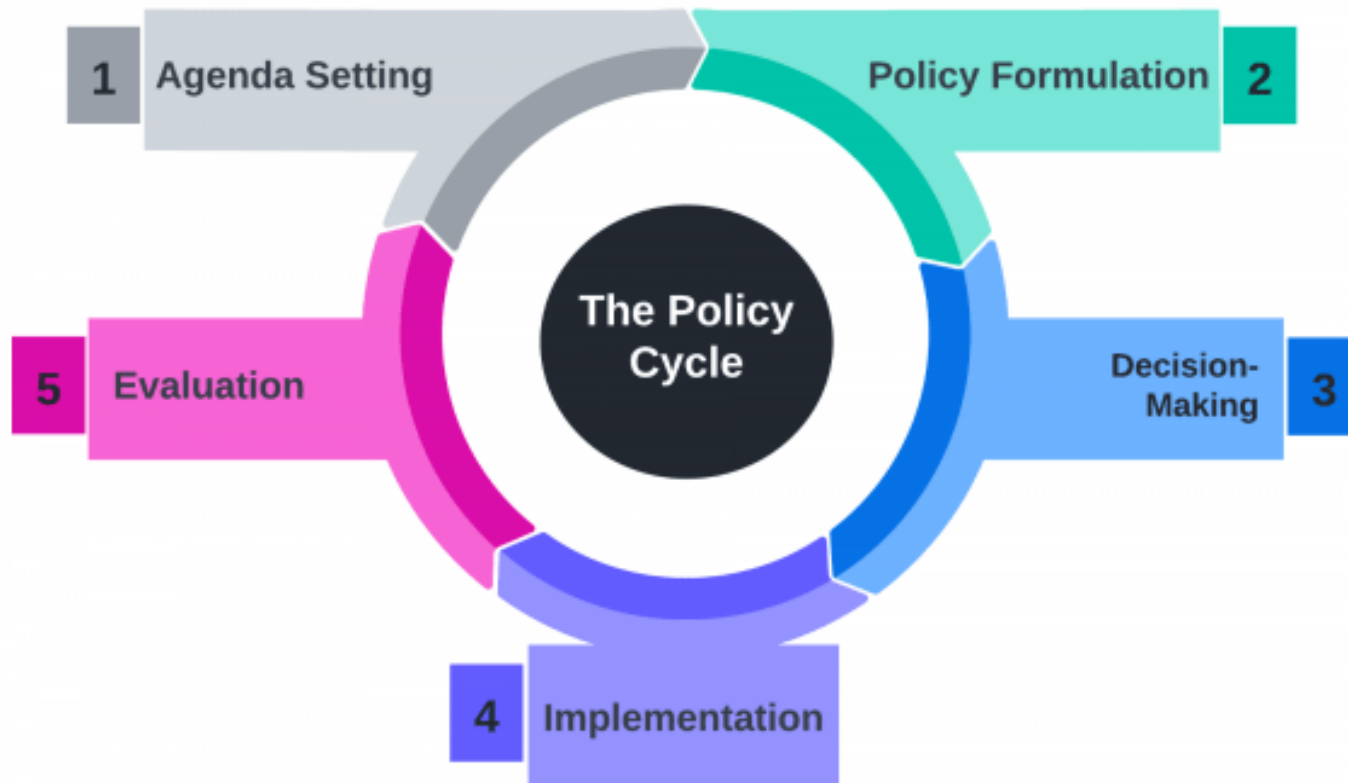 1 Agenda Setting
Policy Formulation 2
The Policy
Cycle
Decision-
Making 3
4 Implementation
5 Evaluation